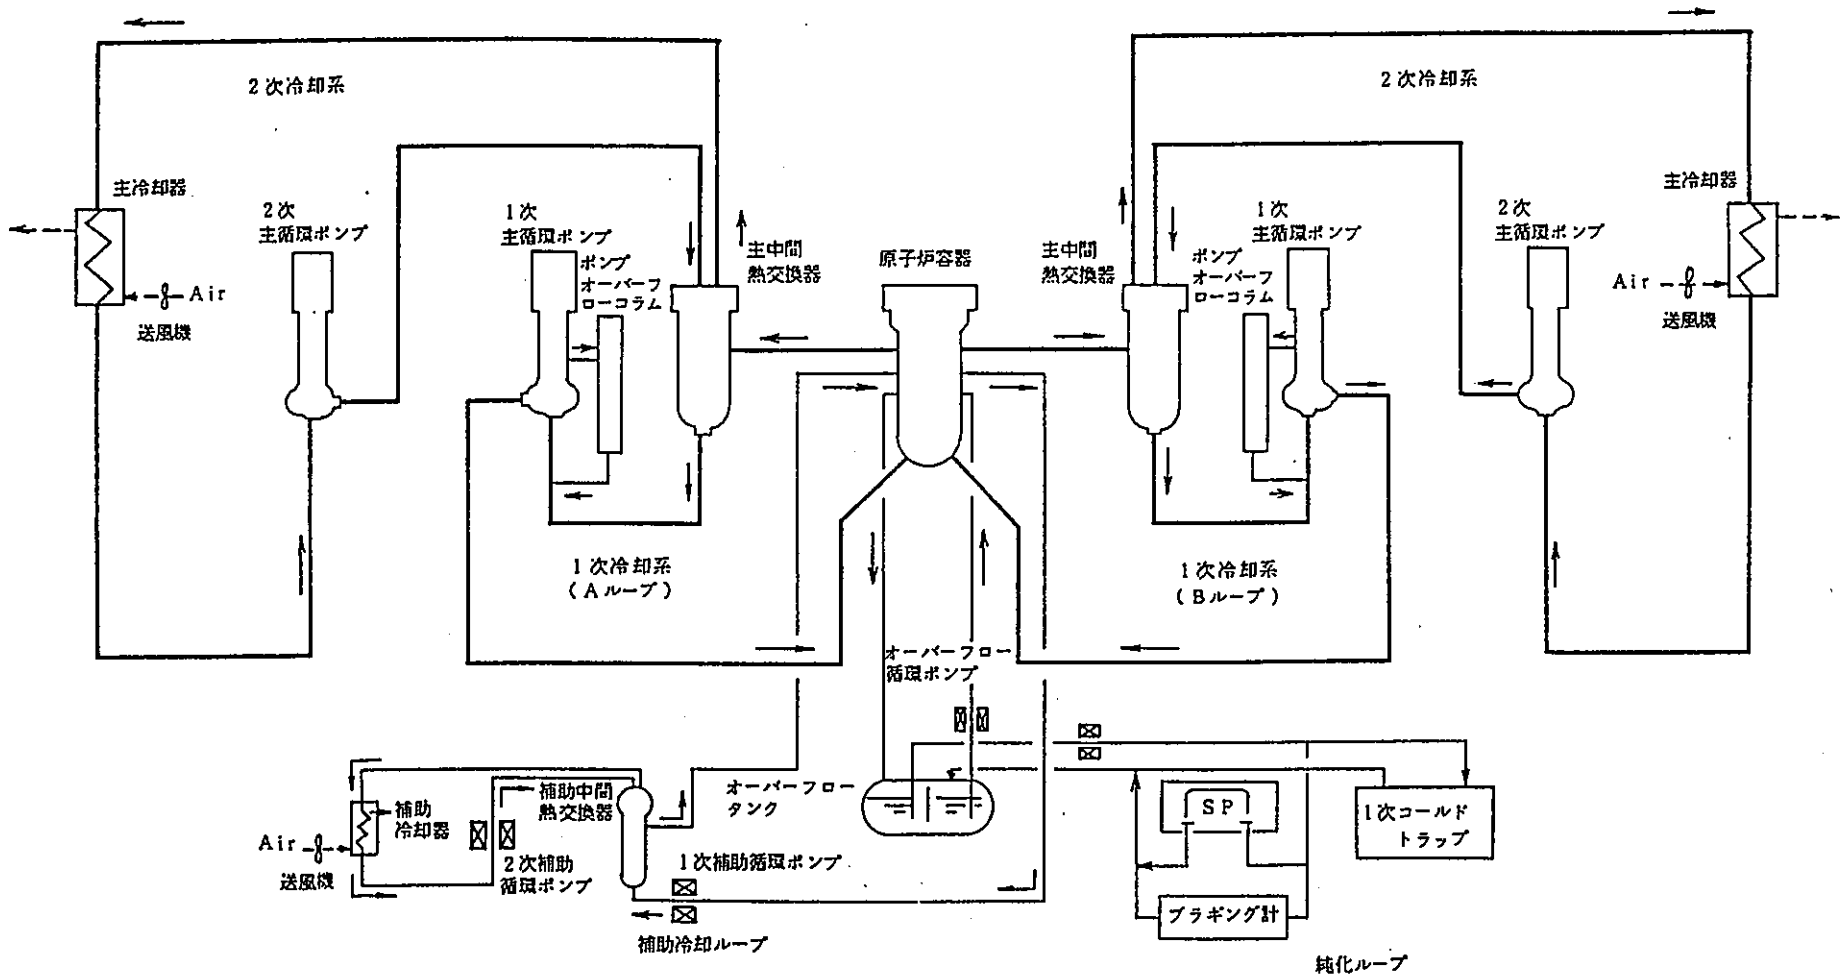 2次冷却系
2次冷却系
主冷却器
2次
主循環ポンプ
1次
主循環ポンプ
ポンプ
オーバーフ
ローコラム
主中間
熱交換器
原子炉容器
主中間
熱交換器
ポンプ
オーバーフ
ローコラム
1次
主循環ポンプ
2次
主循環ポンプ
主冷却器
Air
送風機
Air
送風機
1次冷却系
(Aループ)
1次冷却系
(Bループ)
オーバーフロー
循環ポンプ
オーバーフロー
タンク
補助中間
熱交換器
補助
冷却器
Air
送風機
2次補助
循環ポンプ
1次補助循環ポンプ
補助冷却ループ
SP
1次コールド
トラップ
プラギング計
純化ループ